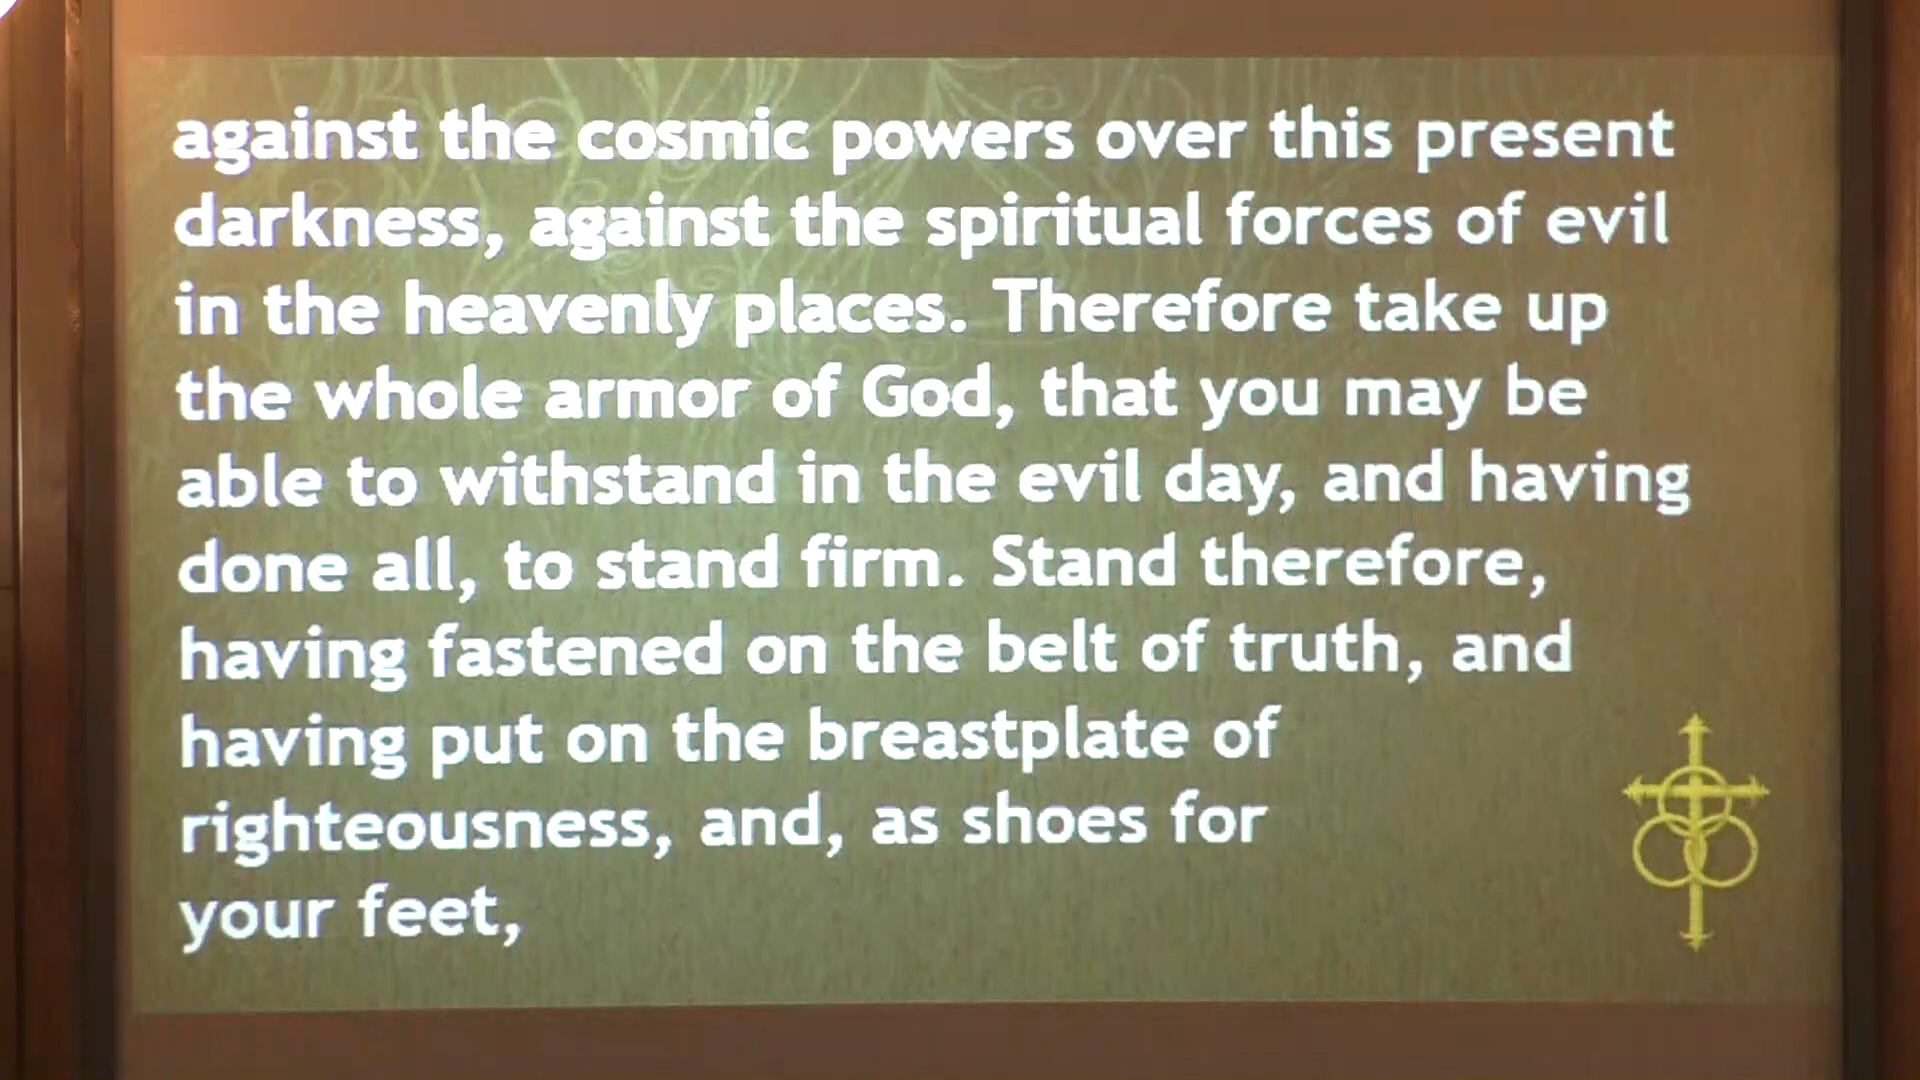 against the cosmic powers over this present
darkness, against the spiritual forces of evil
in the heavenly places. Therefore take up
the whole armor of God, that you may be
able to withstand in the evil day, and having
done all, to stand firm. Stand therefore,
having fastened on the belt of truth, and
having put on the breastplate of
righteousness, and, as shoes for
your feet,